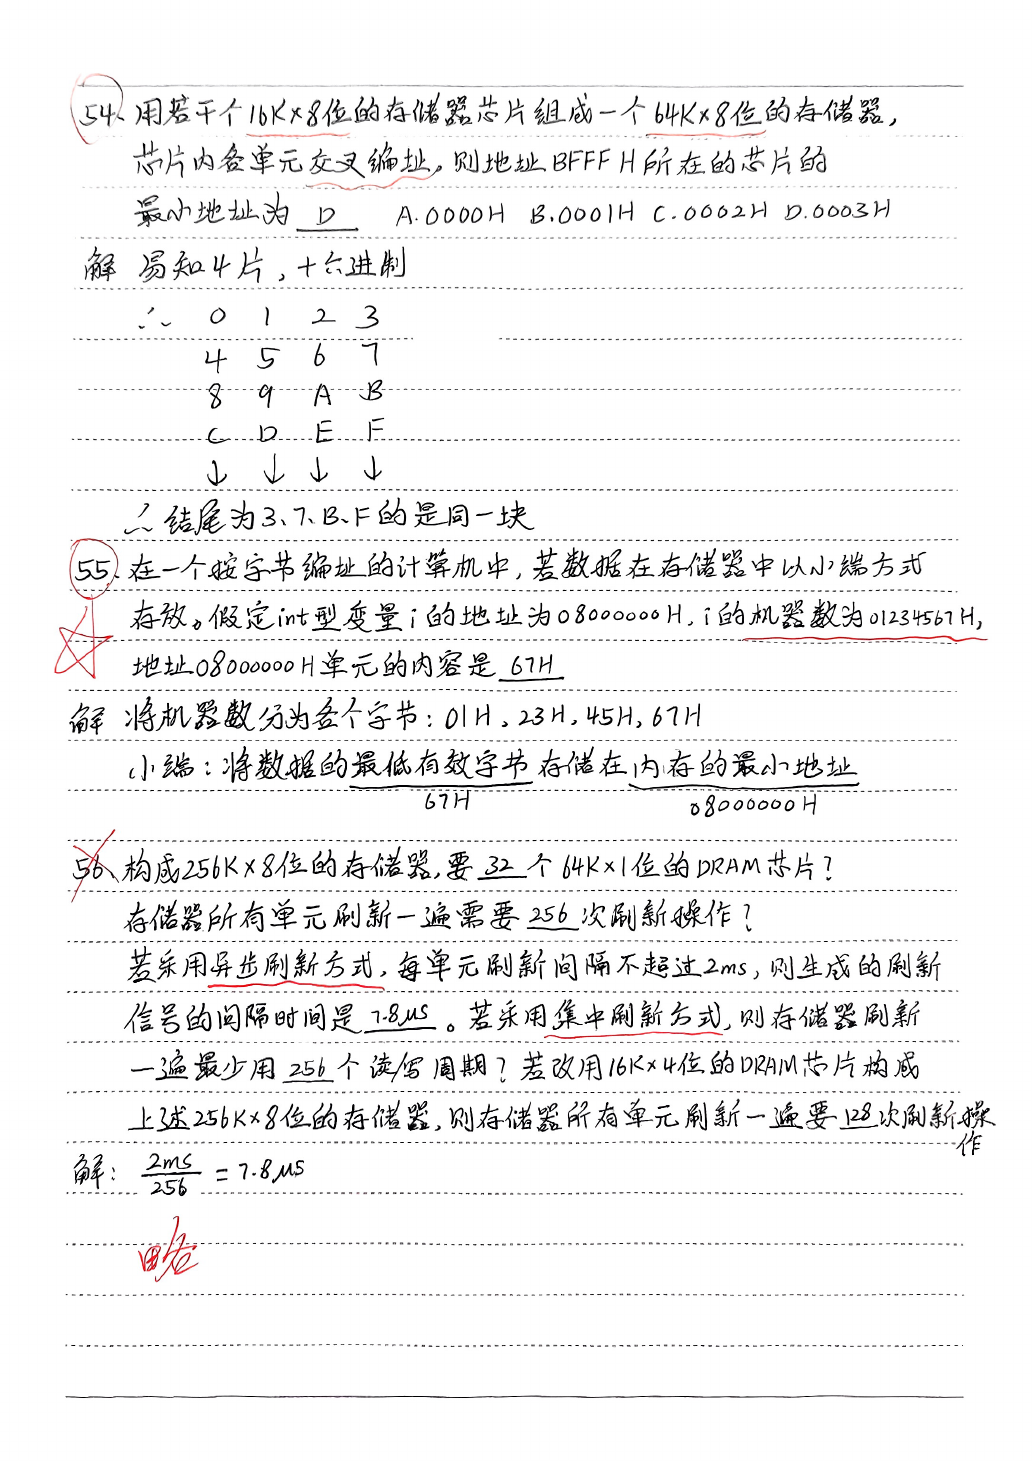 54、用若干个16K×8位的存储器芯片组成一个64K×8位的存储器,
芯片内各单元交叉编址,则地址BFFFH所在的芯片的
最小地址为 D A.0000H B.0001H C.0002H D.0003H
解 易知4片,十六进制
∴ 0 1 2 3
4 5 6 7
8 9 A B
C D E F
↓ ↓ ↓ ↓
∴结尾为3、7、B、F的是同一块
55、在一个按字节编址的计算机中,若数据在存储器中以小端方式
存放。假定int型变量i的地址为08000000H,i的机器数为01234567H,
地址08000000H单元的内容是 67H
解 将机器数分为各个字节:01H、23H,45H,67H
小端:将数据的最低有效字节存储在内存的最小地址
67H 08000000H
56、构成256K×8位的存储器,要 32 个64K×1位的DRAM芯片?
存储器所有单元刷新一遍需要 256 次刷新操作?
若采用异步刷新方式,每单元刷新间隔不超过2ms,则生成的刷新
信号的间隔时间是 7.8μs 。若采用集中刷新方式,则存储器刷新
一遍最少用 256 个读/写周期?若改用16K×4位的DRAM芯片构成
上述256K×8位的存储器,则存储器所有单元刷新一遍要 128 次刷新操
作
解: 2ms/256 = 7.8μs
略